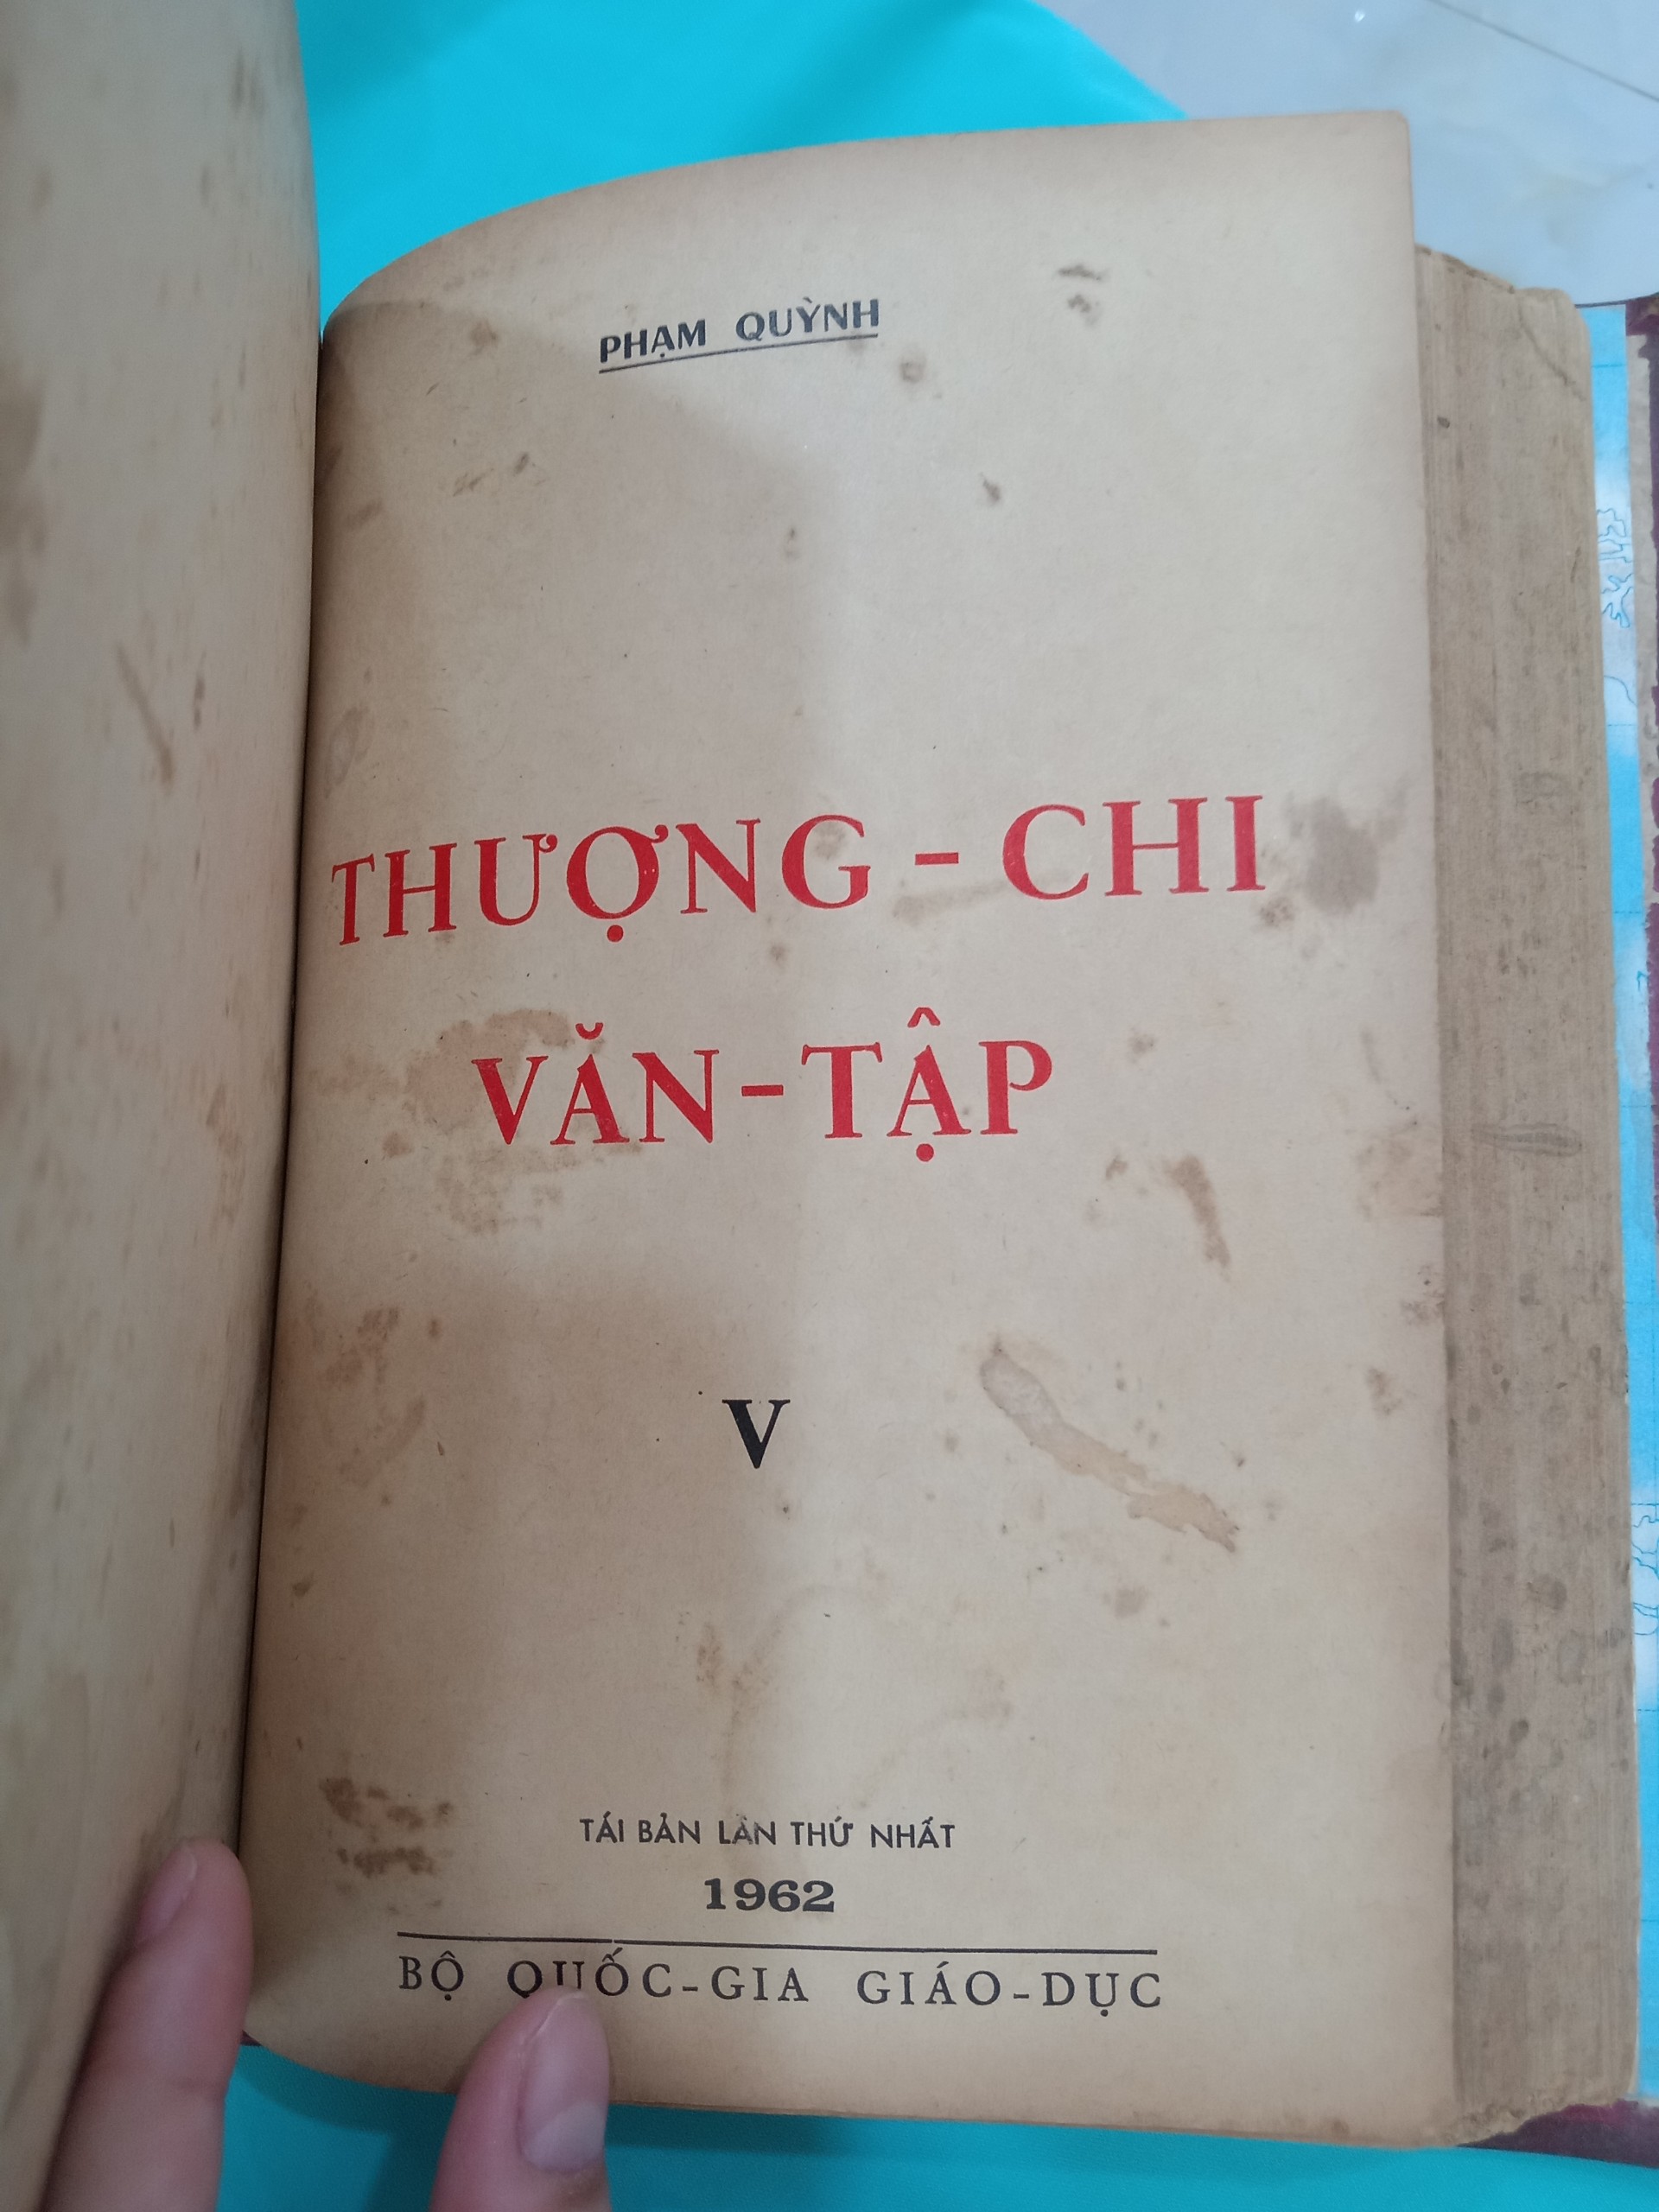 PHẠM QUỲNH
THƯỢNG - CHI
VĂN - TẬP
V
TÁI BẢN LẦN THỨ NHẤT
1962
BỘ QUỐC-GIA GIÁO-DỤC